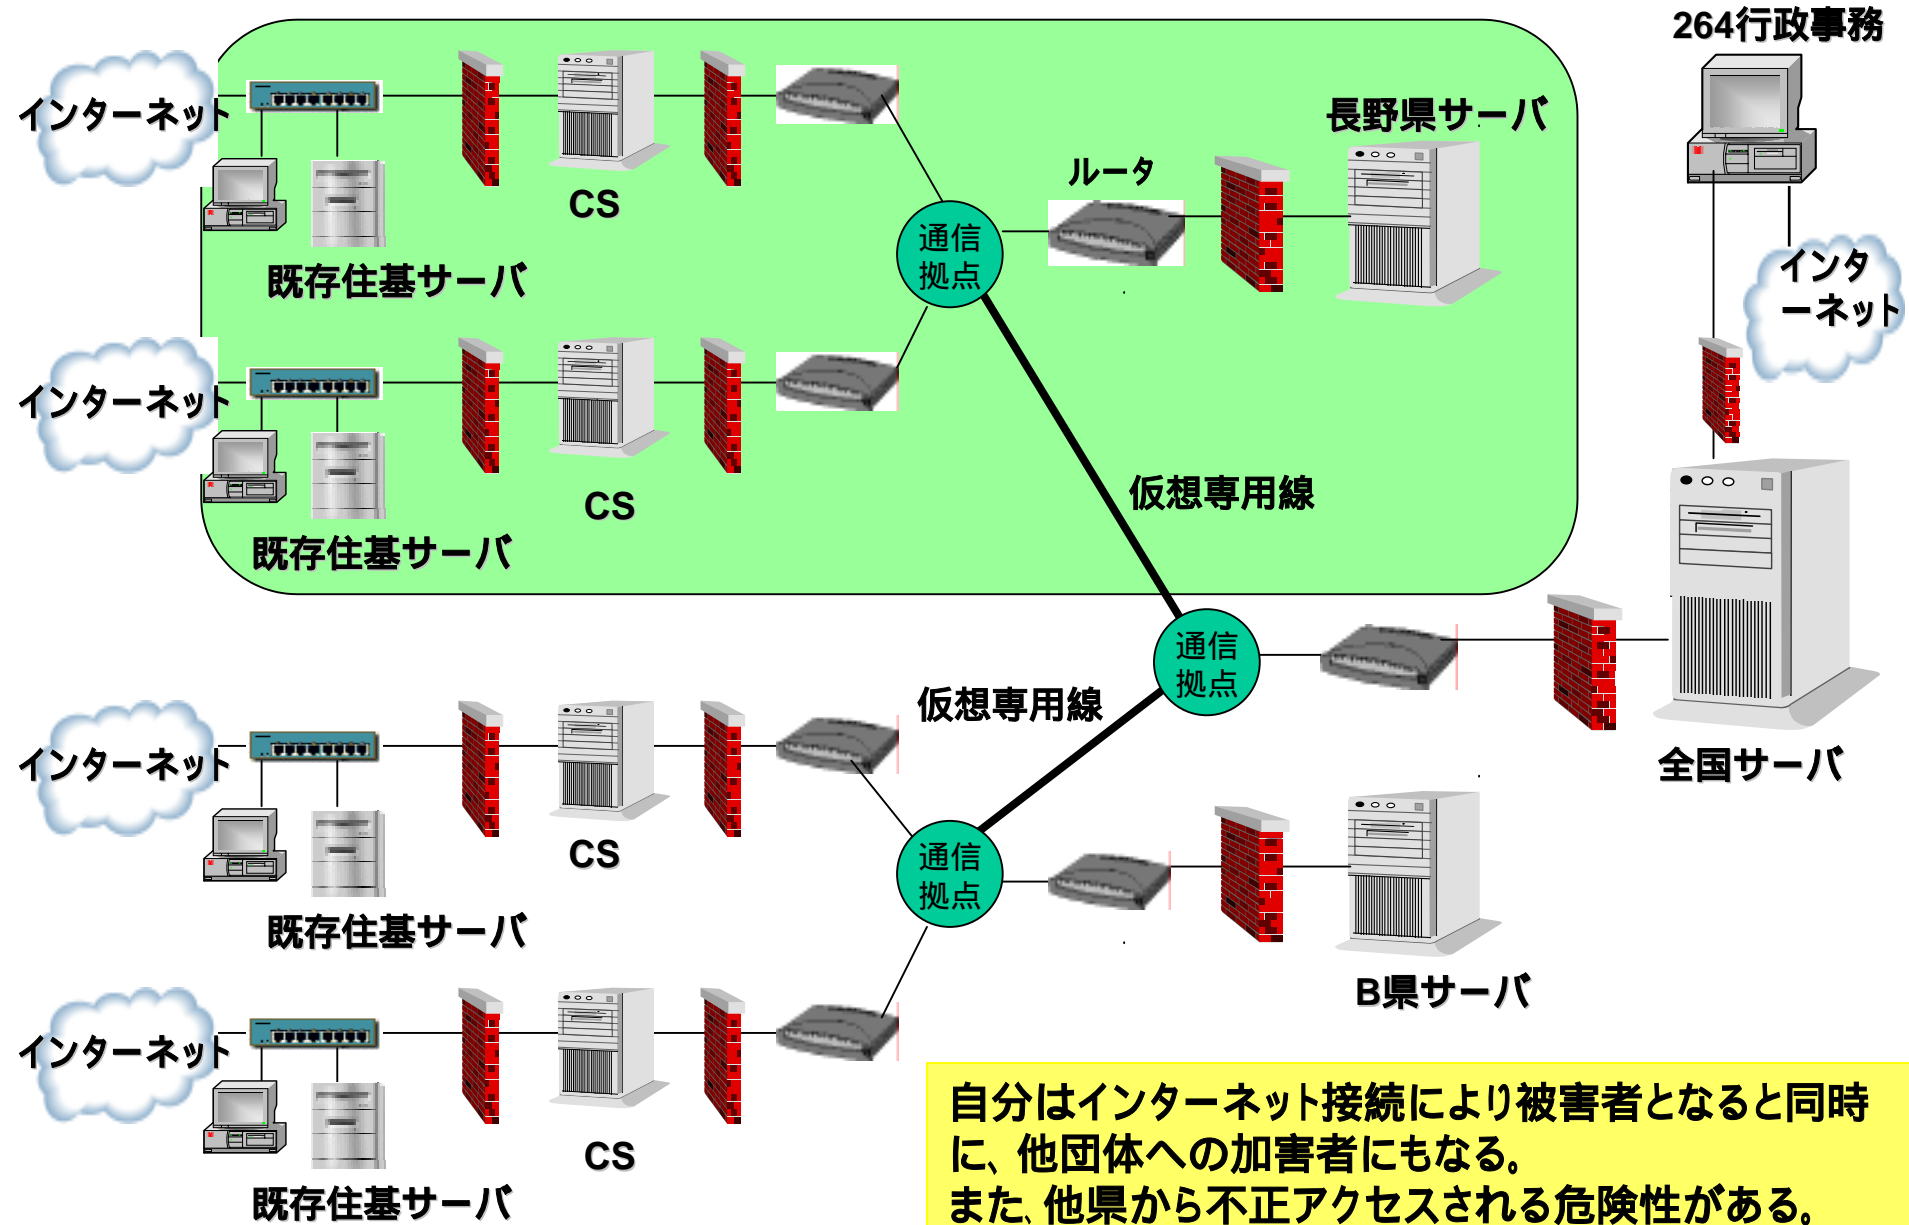 264行政事務
インターネット
長野県サーバ
ルータ
CS
通信
拠点
既存住基サーバ
インタ
ーネット
インターネット
仮想専用線
CS
既存住基サーバ
通信
拠点
仮想専用線
全国サーバ
インターネット
CS
通信
拠点
既存住基サーバ
B県サーバ
インターネット
CS
既存住基サーバ
自分はインターネット接続により被害者となると同時
に、他団体への加害者にもなる。
また、他県から不正アクセスされる危険性がある。